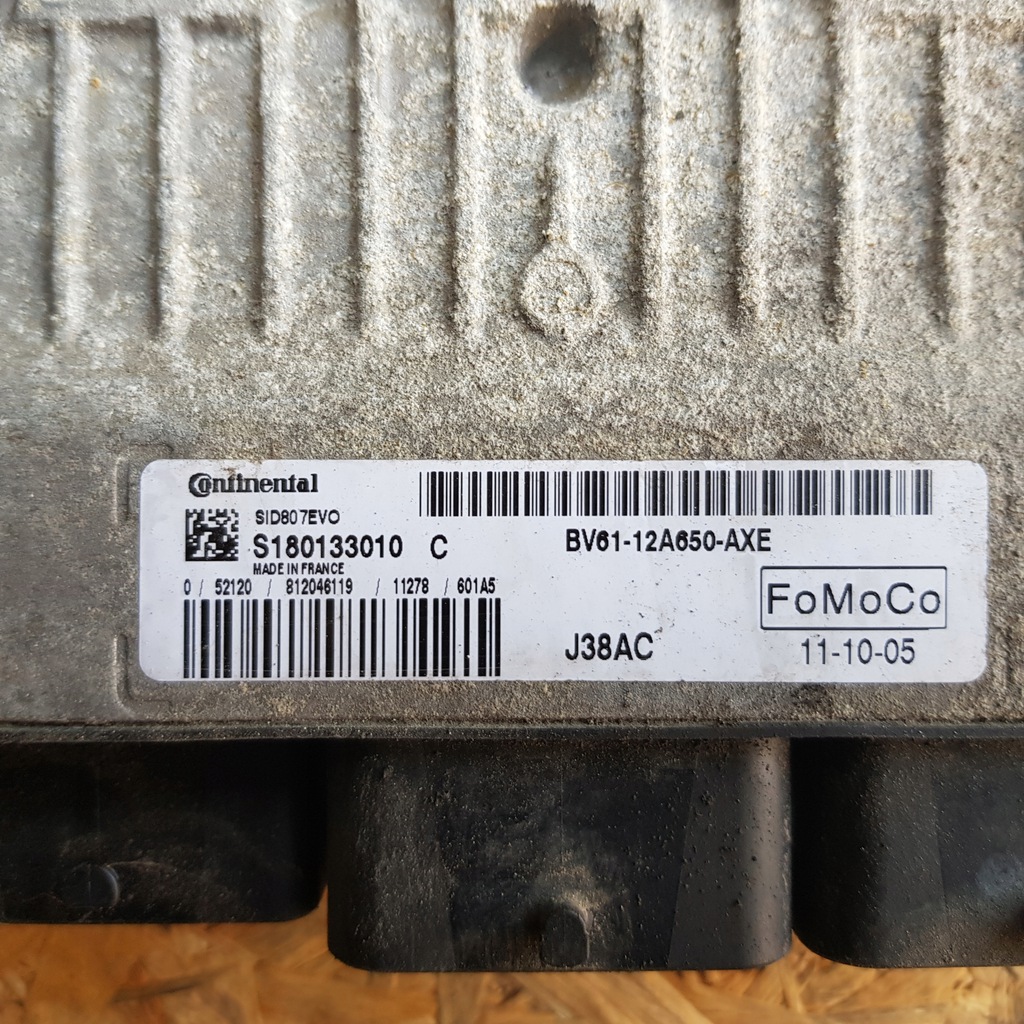 Continental
SID807EVO
S180133010 C
MADE IN FRANCE
0 / 52120 / 812046119 / 11278 / 601A5
BV61-12A650-AXE
FoMoCo
J38AC
11-10-05